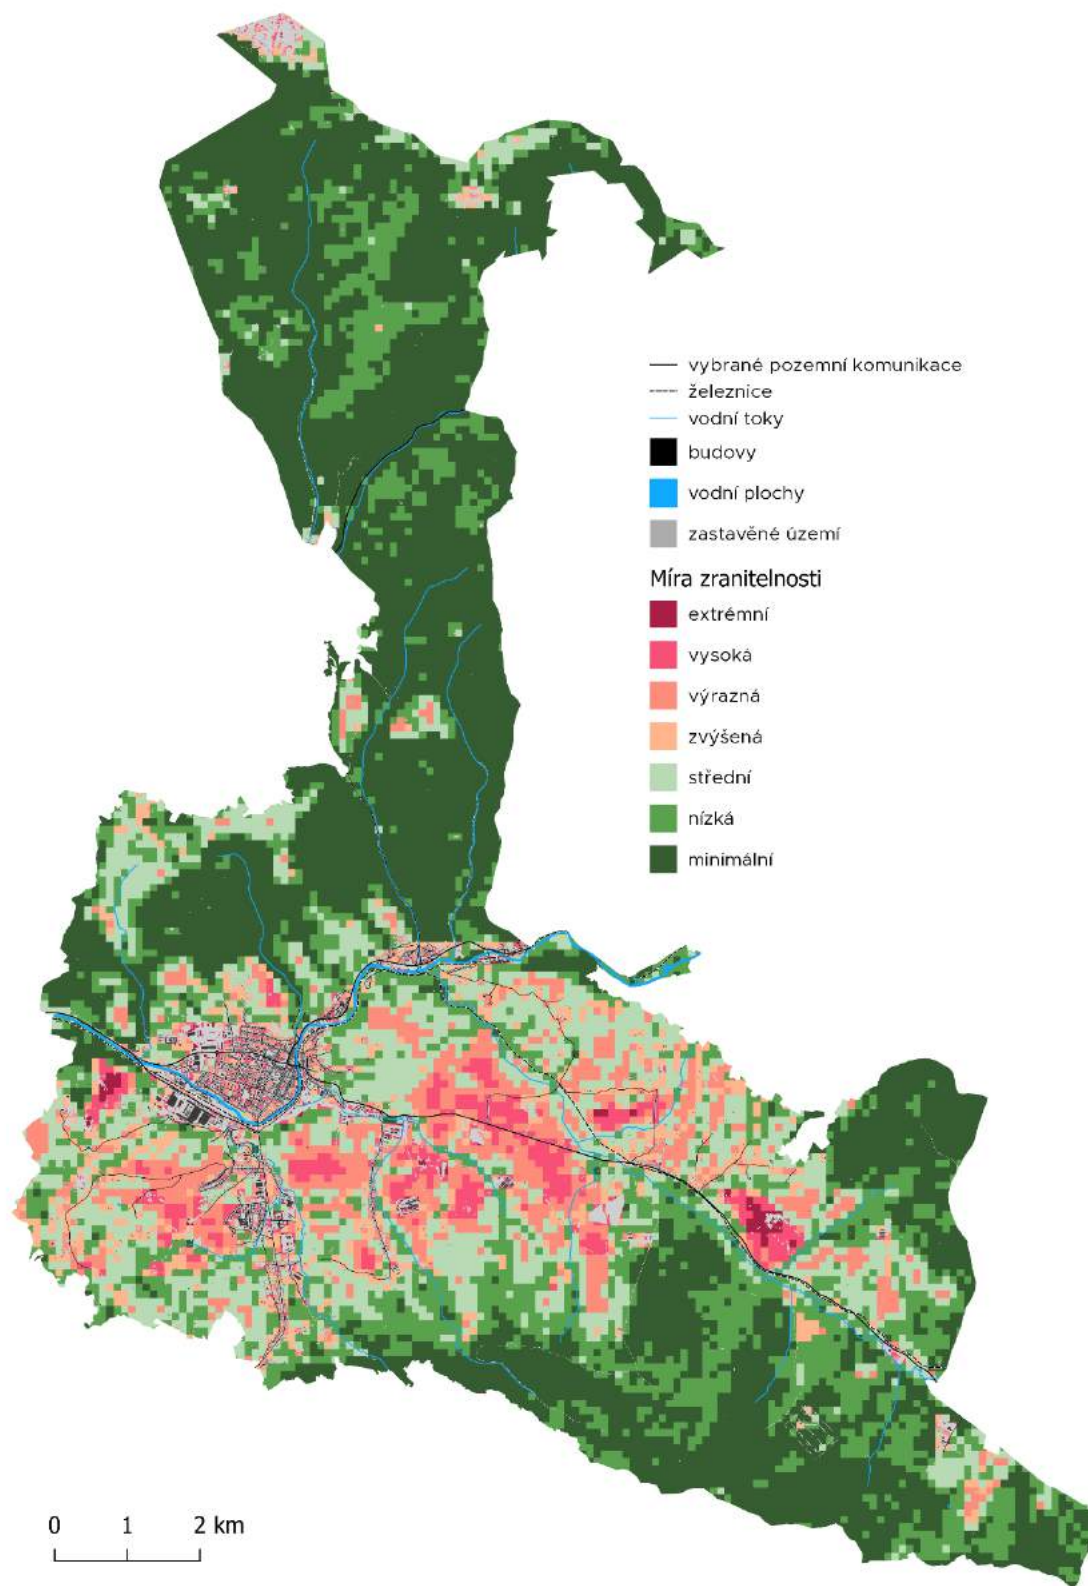 vybrané pozemní komunikace
železnice
vodní toky
budovy
vodní plochy
zastavěné území
Míra zranitelnosti
extrémní
vysoká
výrazná
zvýšená
střední
nízká
minimální
0 1 2 km